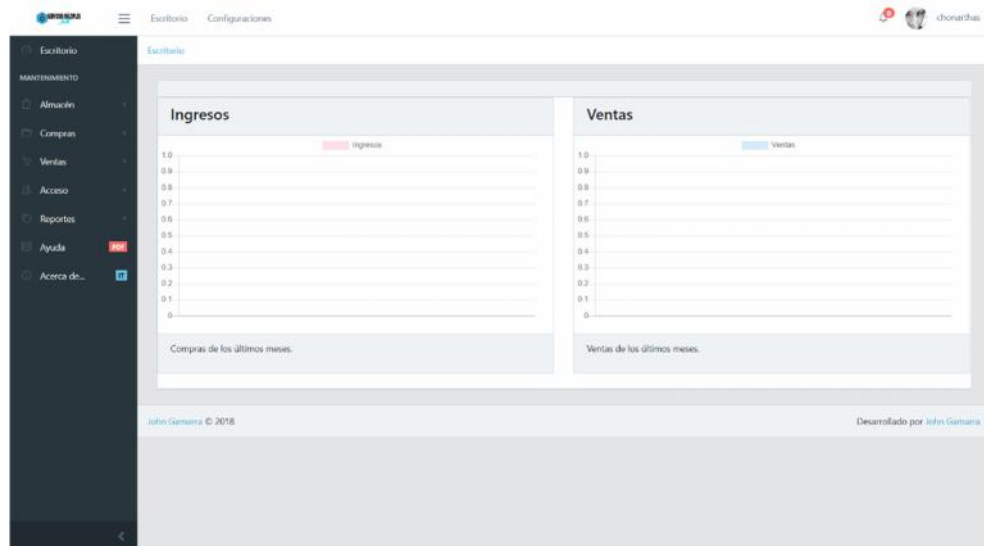 Escritorio Configuraciones
chonarthas
Escritorio
Escritorio
MANTENIMIENTO
Almacén
Compras
Ventas
Acceso
Reportes
Ayuda PDF
Acerca de... IT
Ingresos
Ingresos
1.0
0.9
0.8
0.7
0.6
0.5
0.4
0.3
0.2
0.1
0
Compras de los últimos meses.
Ventas
Ventas
1.0
0.9
0.8
0.7
0.6
0.5
0.4
0.3
0.2
0.1
0
Ventas de los últimos meses.
John Gamarra © 2018
Desarrollado por John Gamarra